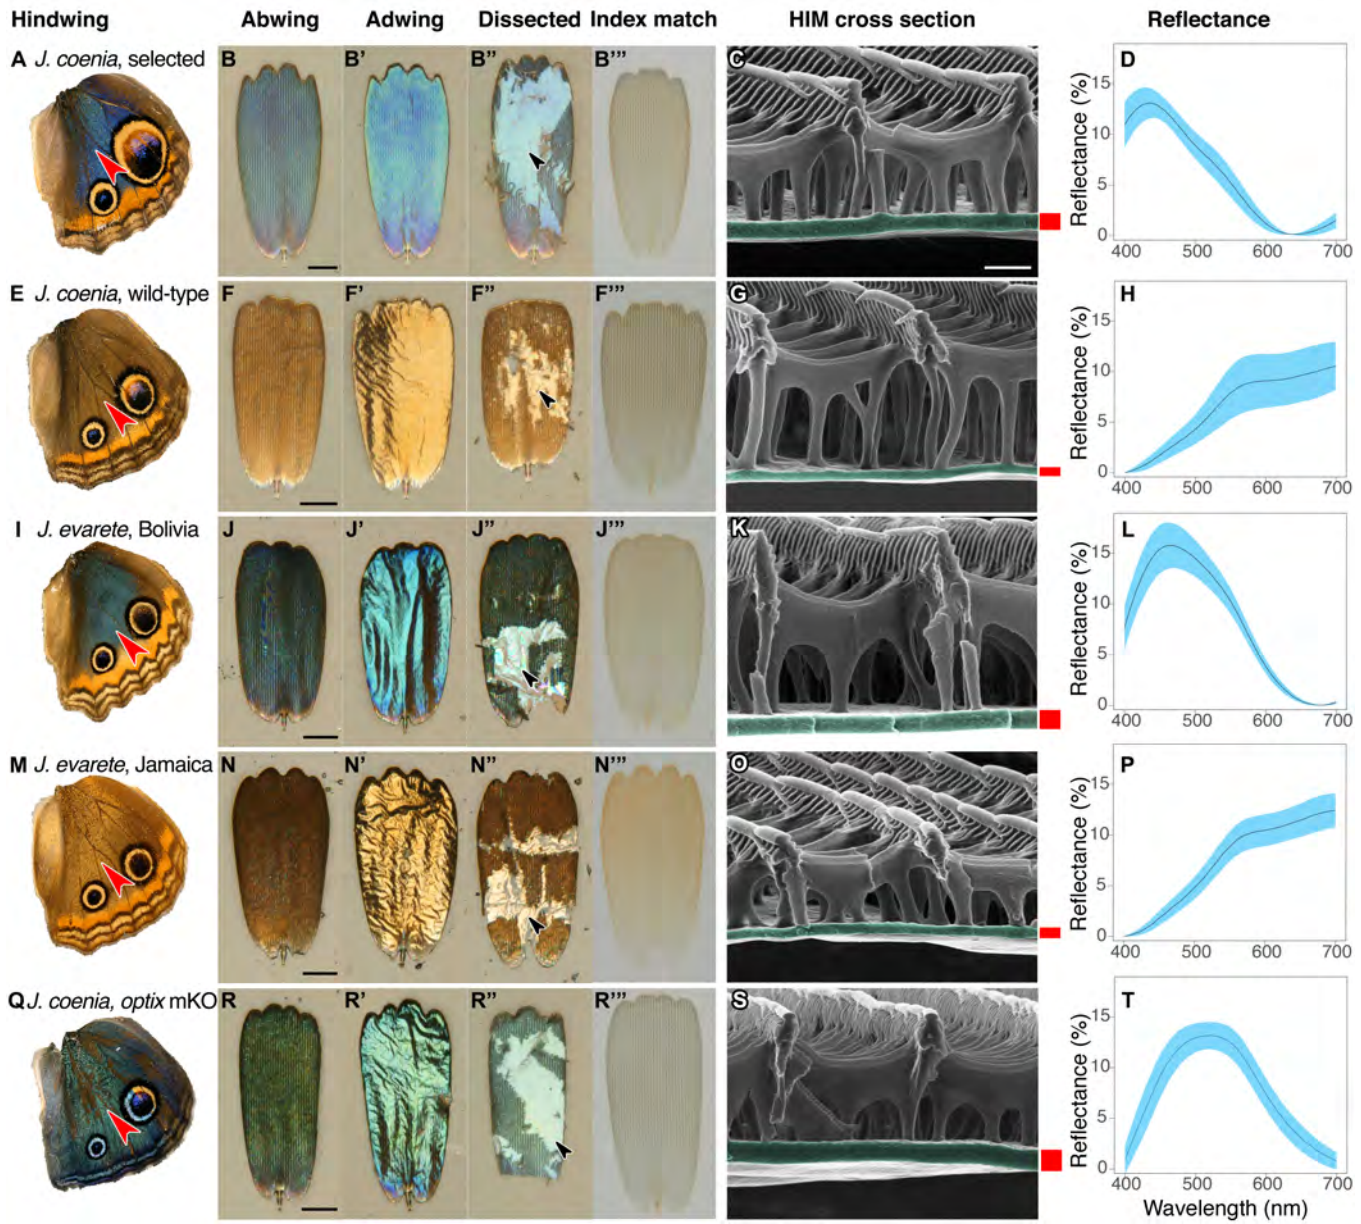 Hindwing Abwing Adwing Dissected Index match HIM cross section Reflectance
A J. coenia, selected B B' B'' B''' C D
Reflectance (%)
15
10
5
0
400 500 600 700
E J. coenia, wild-type F F' F'' F''' G H
Reflectance (%)
15
10
5
0
400 500 600 700
I J. evarete, Bolivia J J' J'' J''' K L
Reflectance (%)
15
10
5
0
400 500 600 700
M J. evarete, Jamaica N N' N'' N''' O P
Reflectance (%)
15
10
5
0
400 500 600 700
Q J. coenia, optix mKO R R' R'' R''' S T
Reflectance (%)
15
10
5
0
400 500 600 700
Wavelength (nm)